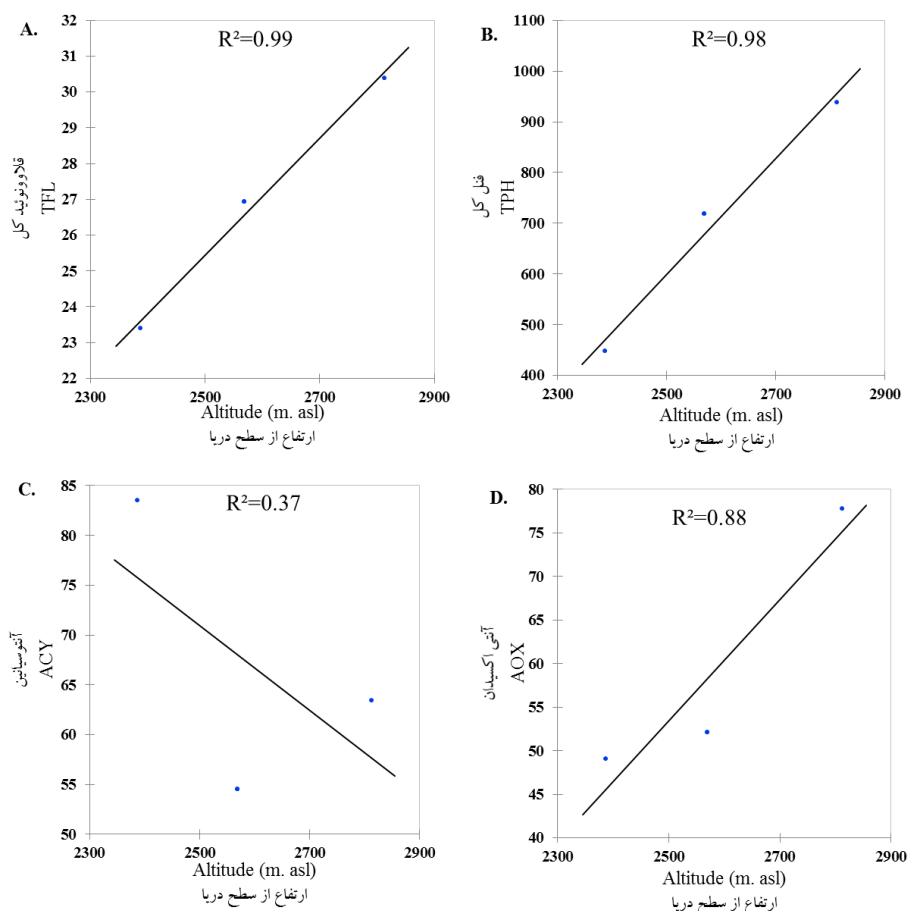 A.
R²=0.99
32
31
30
29
28
27
26
25
24
23
22
فلاوونوئید کل
TFL
2300
2500
2700
2900
Altitude (m. asl)
ارتفاع از سطح دریا
B.
R²=0.98
1100
1000
900
800
700
600
500
400
فنل کل
TPH
2300
2500
2700
2900
Altitude (m. asl)
ارتفاع از سطح دریا
C.
R²=0.37
85
80
75
70
65
60
55
50
آنتوسیانین
ACY
2300
2500
2700
2900
Altitude (m. asl)
ارتفاع از سطح دریا
D.
R²=0.88
80
75
70
65
60
55
50
45
40
آنتی اکسیدان
AOX
2300
2500
2700
2900
Altitude (m. asl)
ارتفاع از سطح دریا